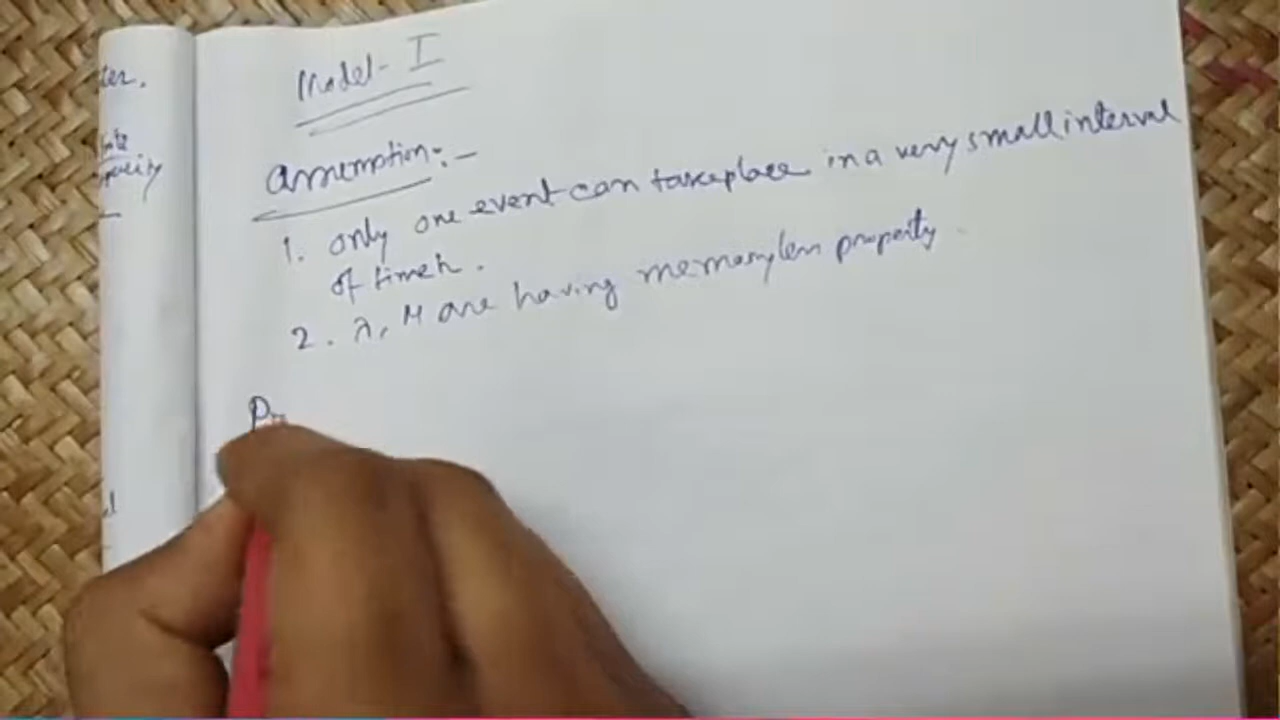 Model- I
Assumption:-
1. Only one event can take place in a very small interval
of time h.
2. λ, μ are having memoryless property